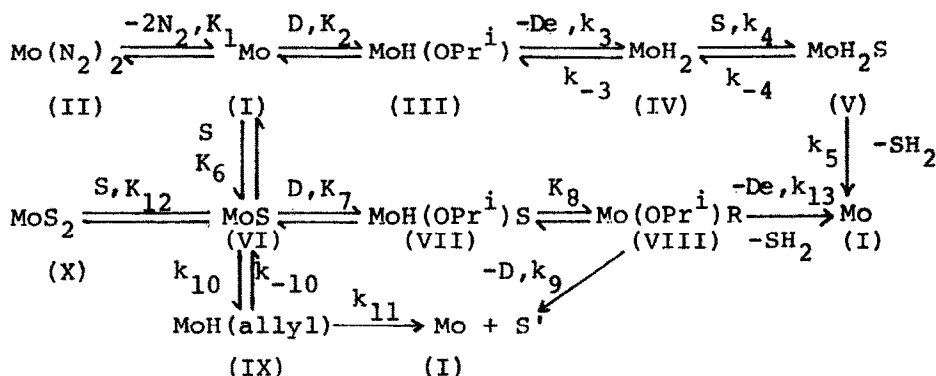 -2N₂,K₁ D,K₂ -De,k₃ S,k₄
Mo(N₂)₂ Mo MoH(OPrⁱ) MoH₂ MoH₂S
k₋₃ k₋₄
(II) (I) (III) (IV) (V)
S
K₆ k₅ -SH₂
S,K₁₂ D,K₇ K₈ -De,k₁₃
MoS₂ MoS MoH(OPrⁱ)S Mo(OPrⁱ)R Mo
-SH₂
(X) (VI) (VII) (VIII) (I)
k₁₀ k₋₁₀ -D,k₉
k₁₁
MoH(allyl) Mo + S'
(IX) (I)